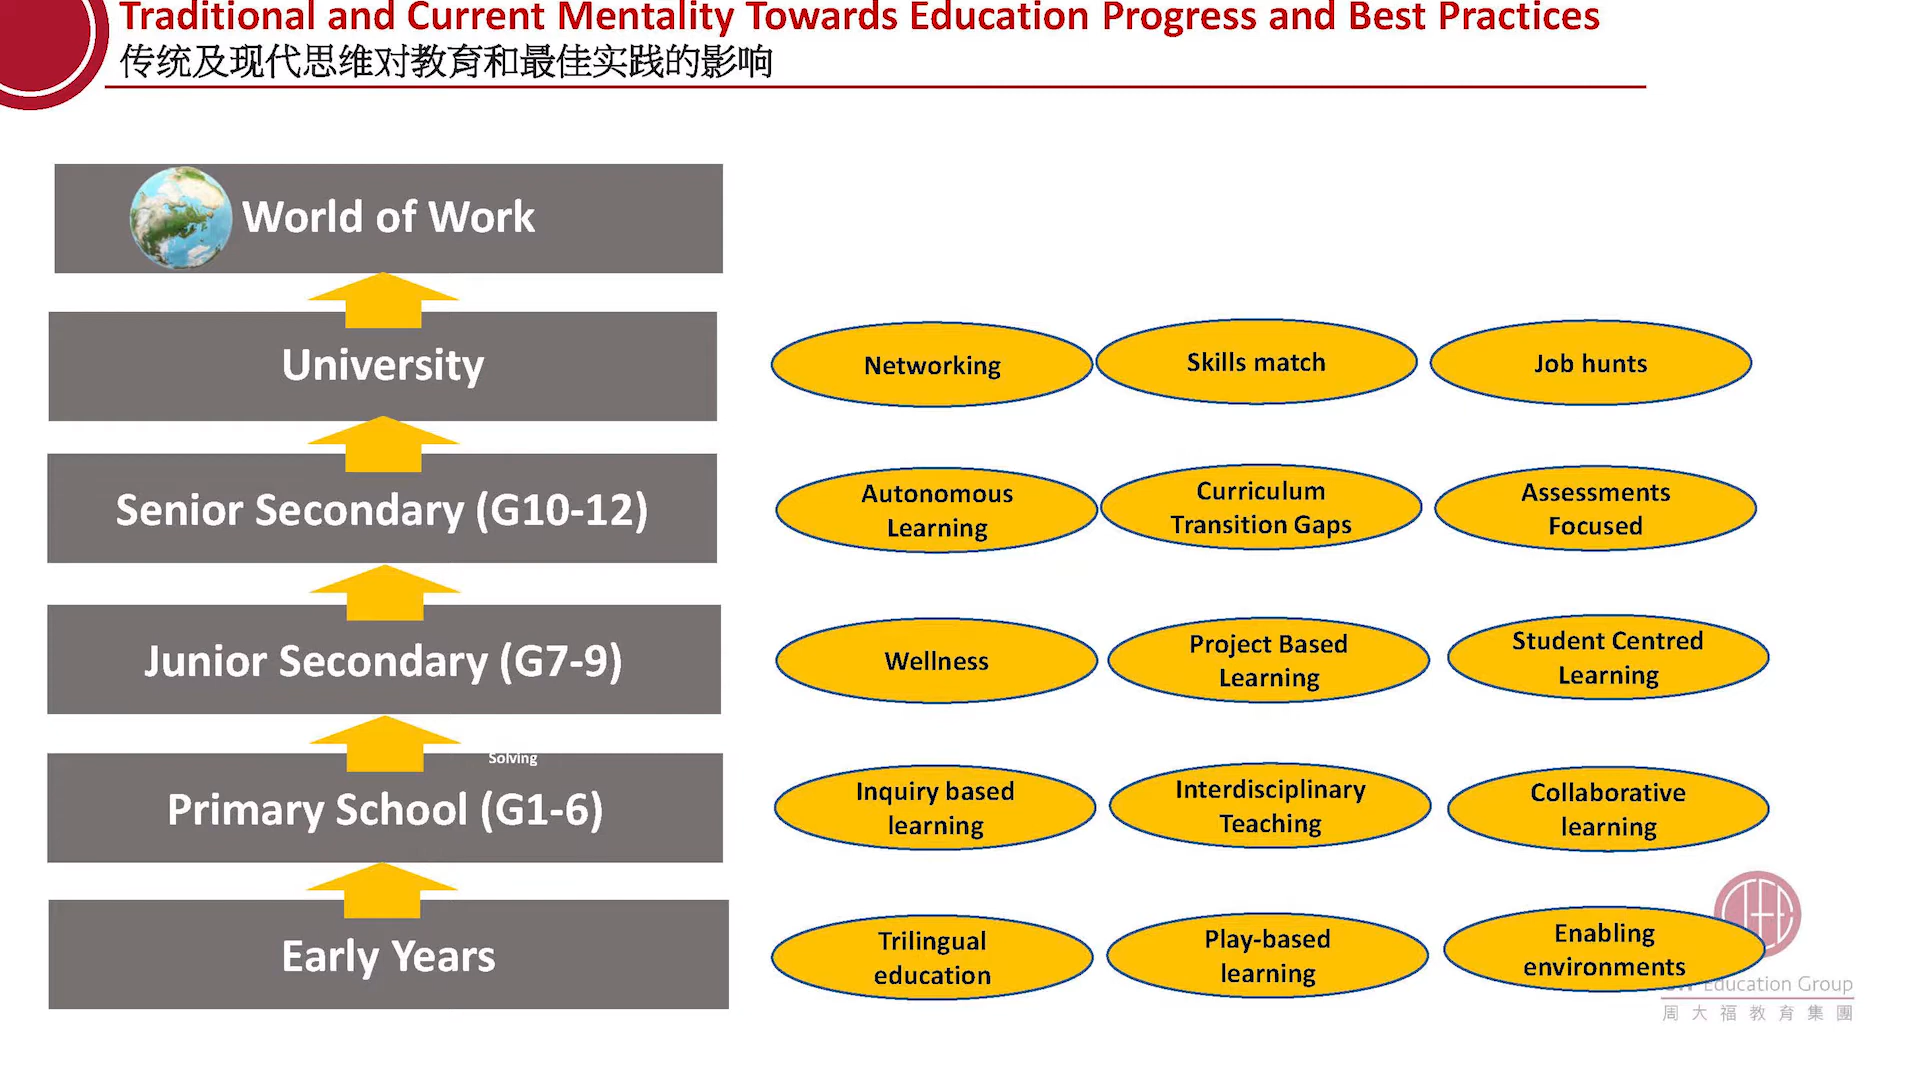 Traditional and Current Mentality Towards Education Progress and Best Practices
传统及现代思维对教育和最佳实践的影响
World of Work
University
Networking
Skills match
Job hunts
Senior Secondary (G10-12)
Autonomous
Learning
Curriculum
Transition Gaps
Assessments
Focused
Junior Secondary (G7-9)
Wellness
Project Based
Learning
Student Centred
Learning
Solving
Primary School (G1-6)
Inquiry based
learning
Interdisciplinary
Teaching
Collaborative
learning
Early Years
Trilingual
education
Play-based
learning
Enabling
environments
Education Group
周大福教育集團